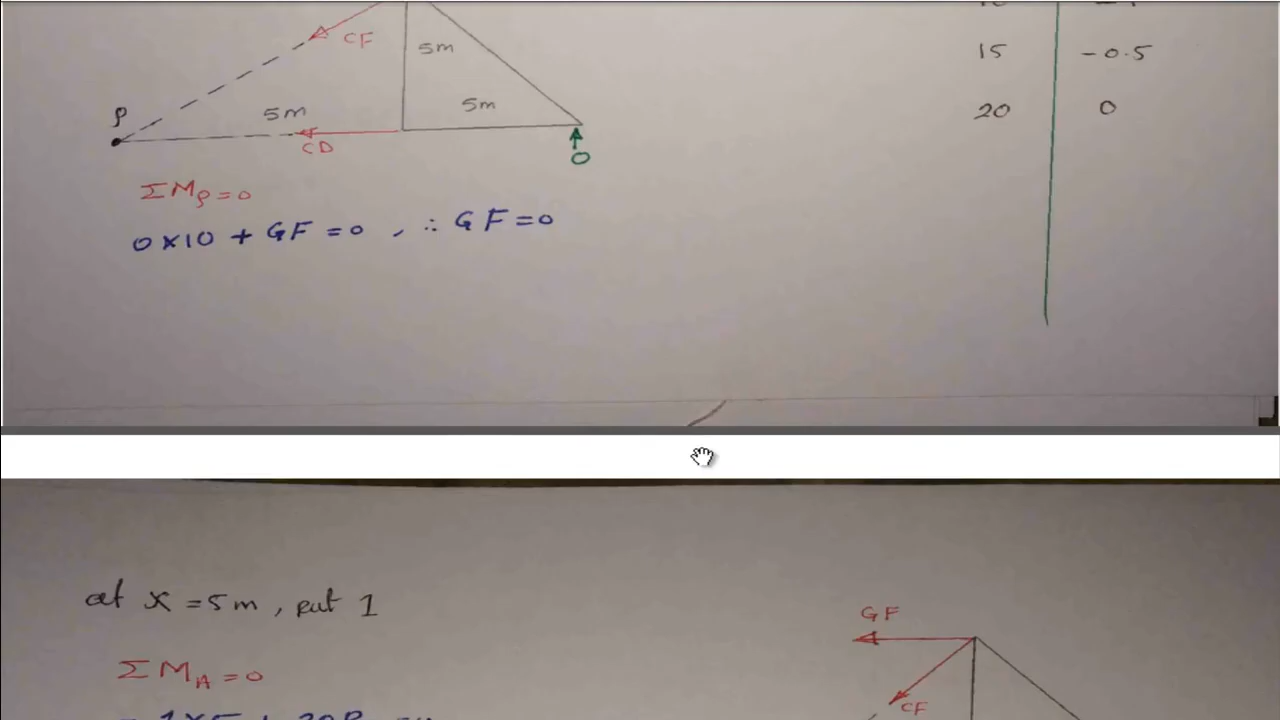 CF
5m
15 -0.5
5m 5m
20 0
P
CD
0
ΣMρ=0
0×10 + GF = 0 , ∴ GF=0
at x = 5m , put 1
GF
ΣMA=0
CF